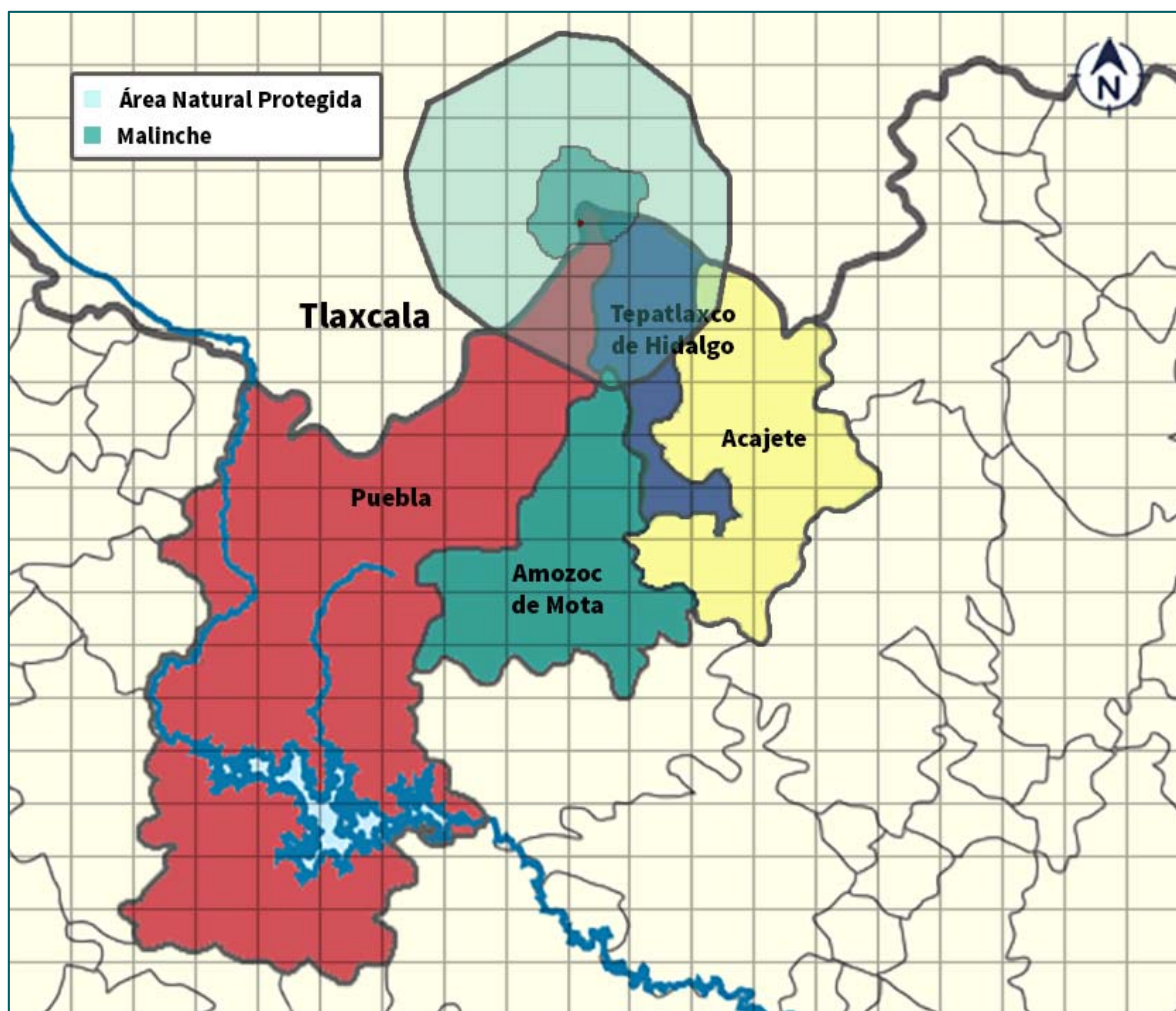 Área Natural Protegida
Malinche
N
Tlaxcala
Tepatlaxco
de Hidalgo
Acajete
Puebla
Amozoc
de Mota